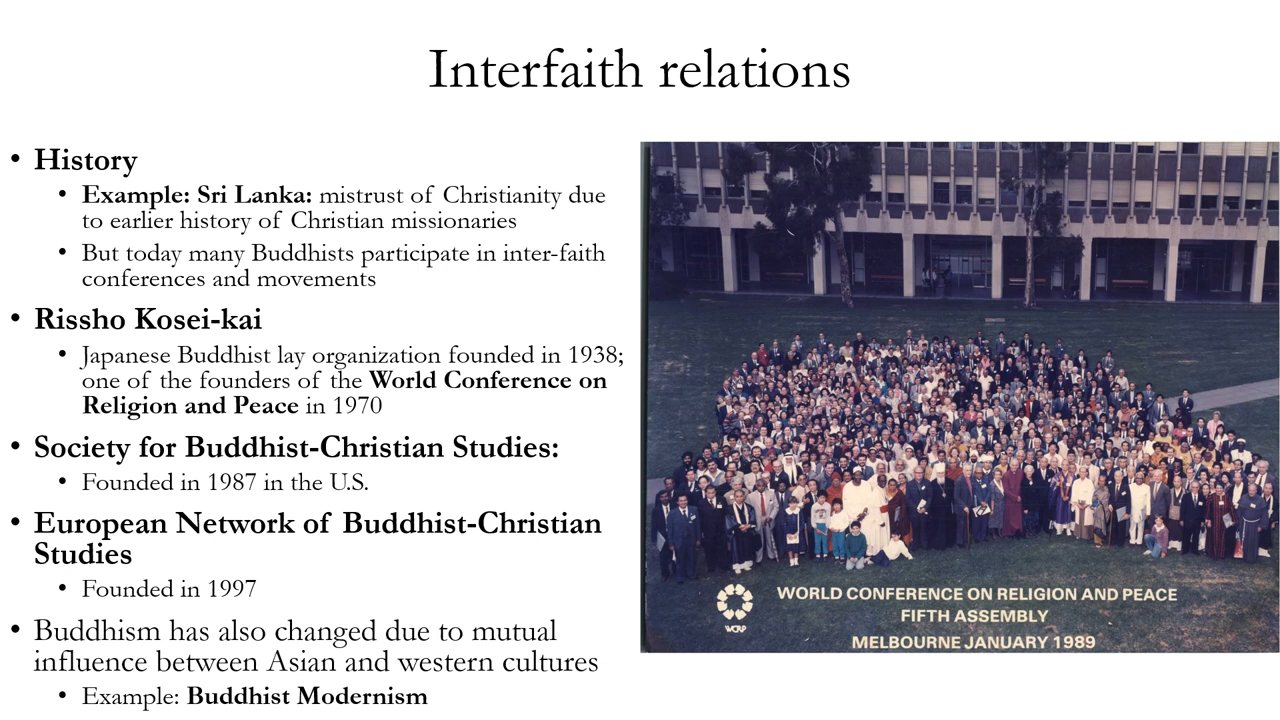 Interfaith relations
• History
• Example: Sri Lanka: mistrust of Christianity due
to earlier history of Christian missionaries
• But today many Buddhists participate in inter-faith
conferences and movements
• Rissho Kosei-kai
• Japanese Buddhist lay organization founded in 1938;
one of the founders of the World Conference on
Religion and Peace in 1970
• Society for Buddhist-Christian Studies:
• Founded in 1987 in the U.S.
• European Network of Buddhist-Christian
Studies
• Founded in 1997
• Buddhism has also changed due to mutual
influence between Asian and western cultures
• Example: Buddhist Modernism
WORLD CONFERENCE ON RELIGION AND PEACE
FIFTH ASSEMBLY
WCRP
MELBOURNE JANUARY 1989